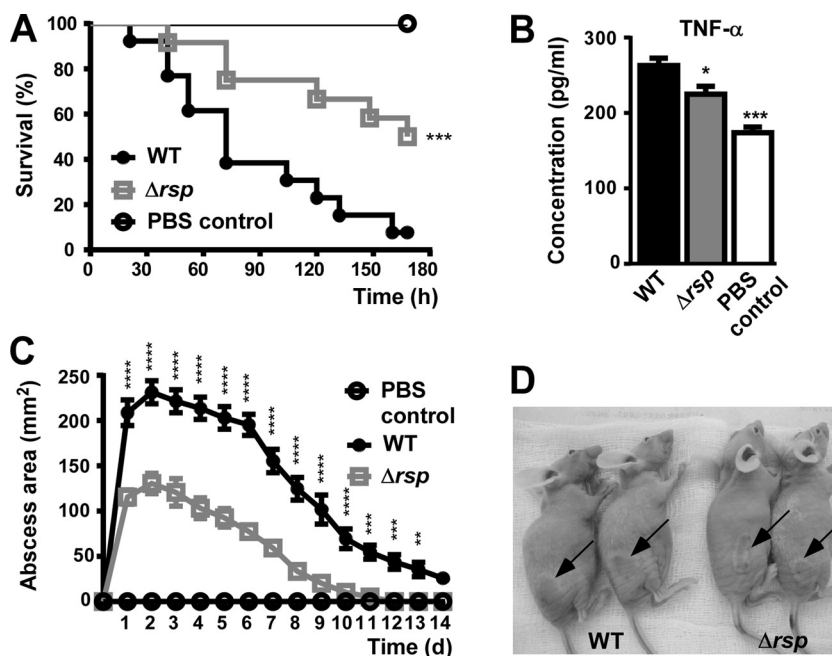 A
Survival (%)
100
80
60
40
20
0
WT
Δrsp
PBS control
***
0 30 60 90 120 150 180
Time (h)
B
TNF-α
Concentration (pg/ml)
300
200
100
0
*
***
WT
Δrsp
PBS
control
C
Abscess area (mm²)
250
200
150
100
50
0
**** **** **** **** **** **** **** **** **** **** *** *** **
PBS
control
WT
Δrsp
1 2 3 4 5 6 7 8 9 10 11 12 13 14
Time (d)
D
WT Δrsp